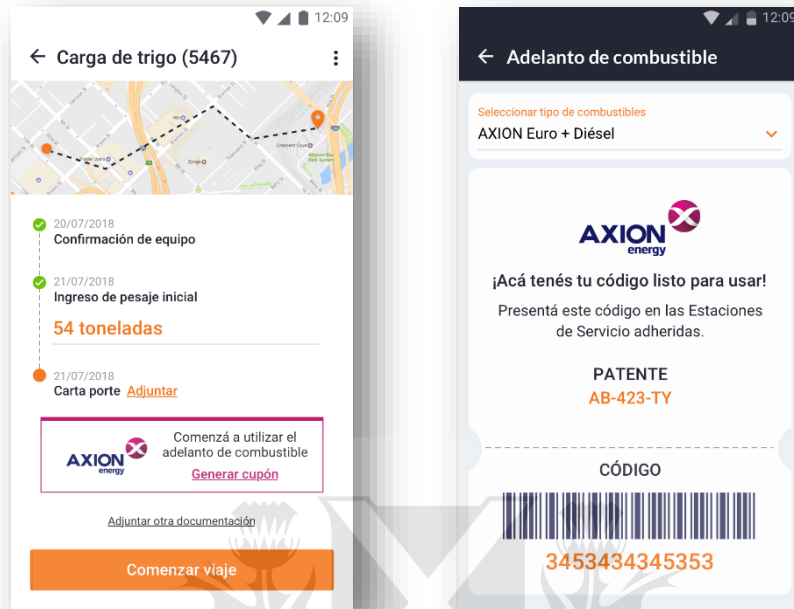 12:09
Carga de trigo (5467)
20/07/2018
Confirmación de equipo
21/07/2018
Ingreso de pesaje inicial
54 toneladas
21/07/2018
Carta porte Adjuntar
AXION
energy
Comenzá a utilizar el
adelanto de combustible
Generar cupón
Adjuntar otra documentación
Comenzar viaje
12:09
Adelanto de combustible
Seleccionar tipo de combustibles
AXION Euro + Diésel
AXION
energy
¡Acá tenés tu código listo para usar!
Presentá este código en las Estaciones
de Servicio adheridas.
PATENTE
AB-423-TY
CÓDIGO
3453434345353